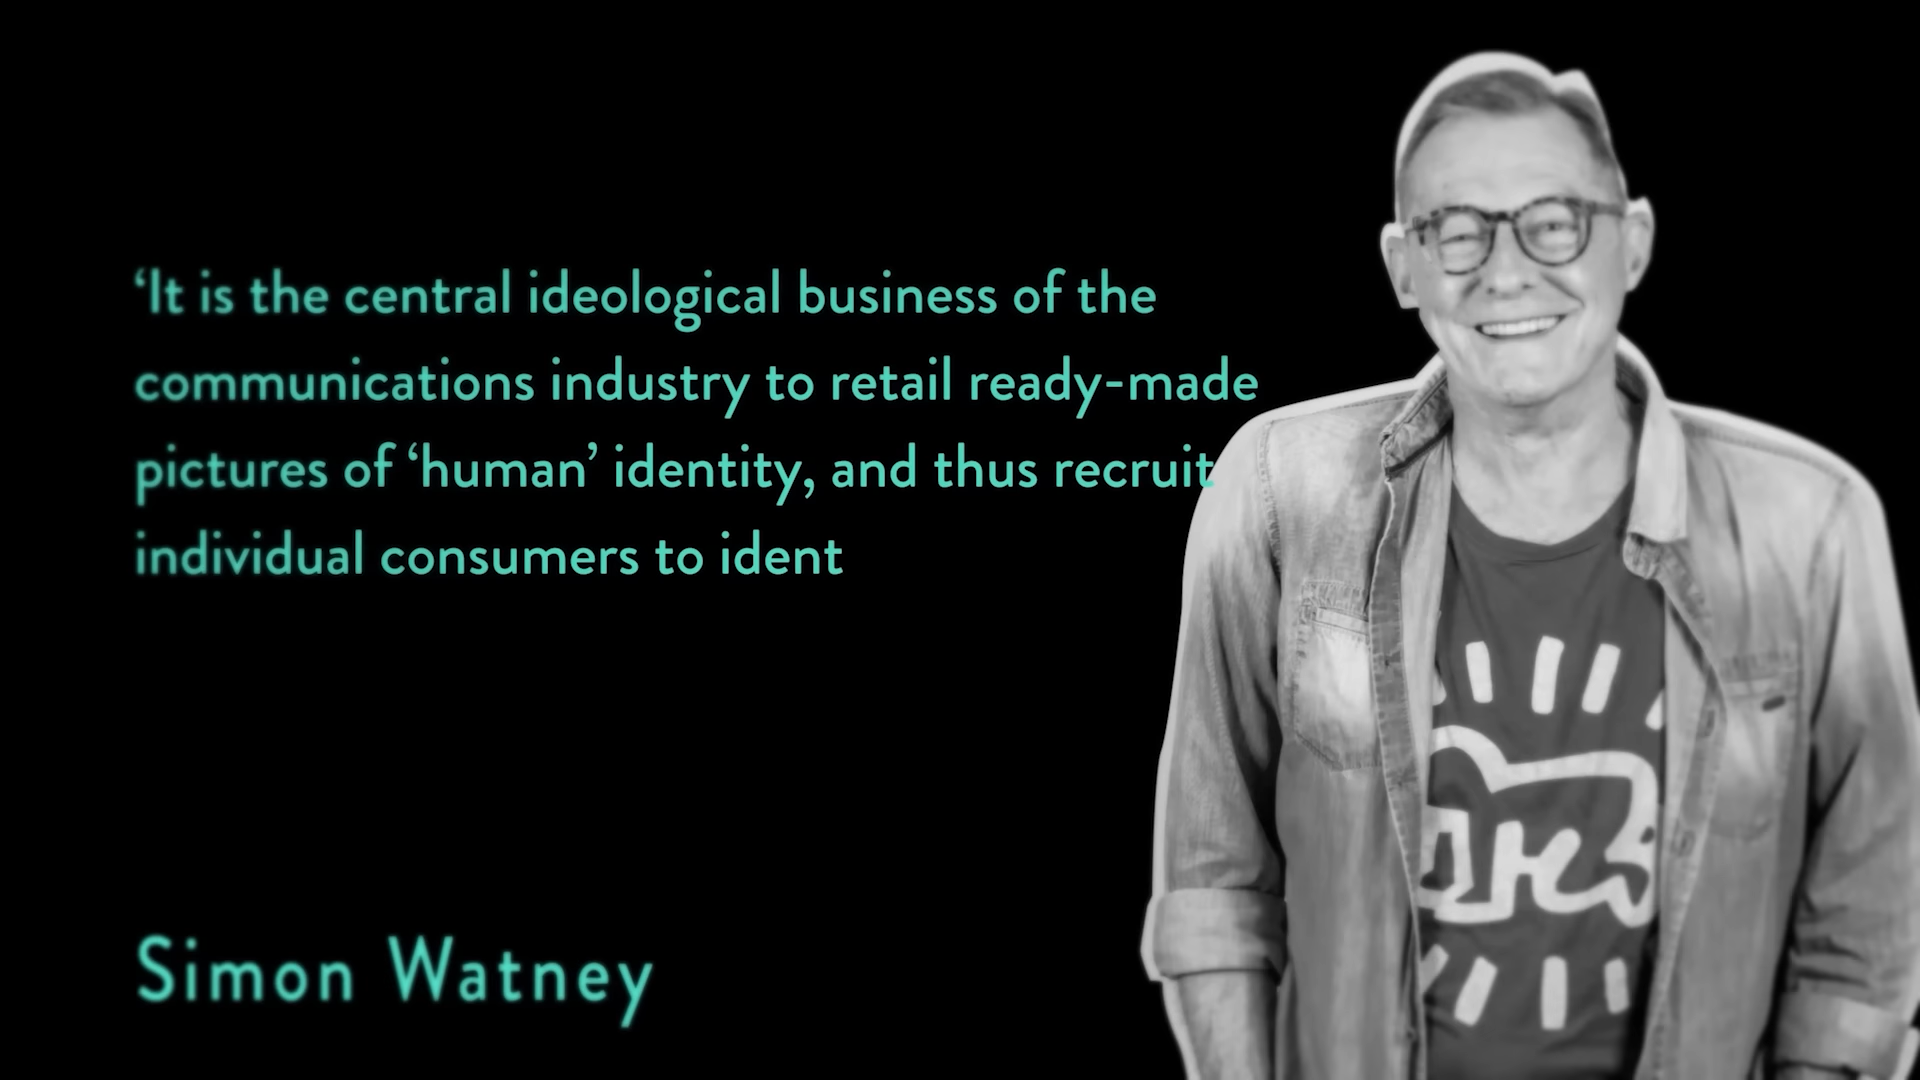 ‘It is the central ideological business of the
communications industry to retail ready-made
pictures of ‘human’ identity, and thus recruit
individual consumers to ident
Simon Watney